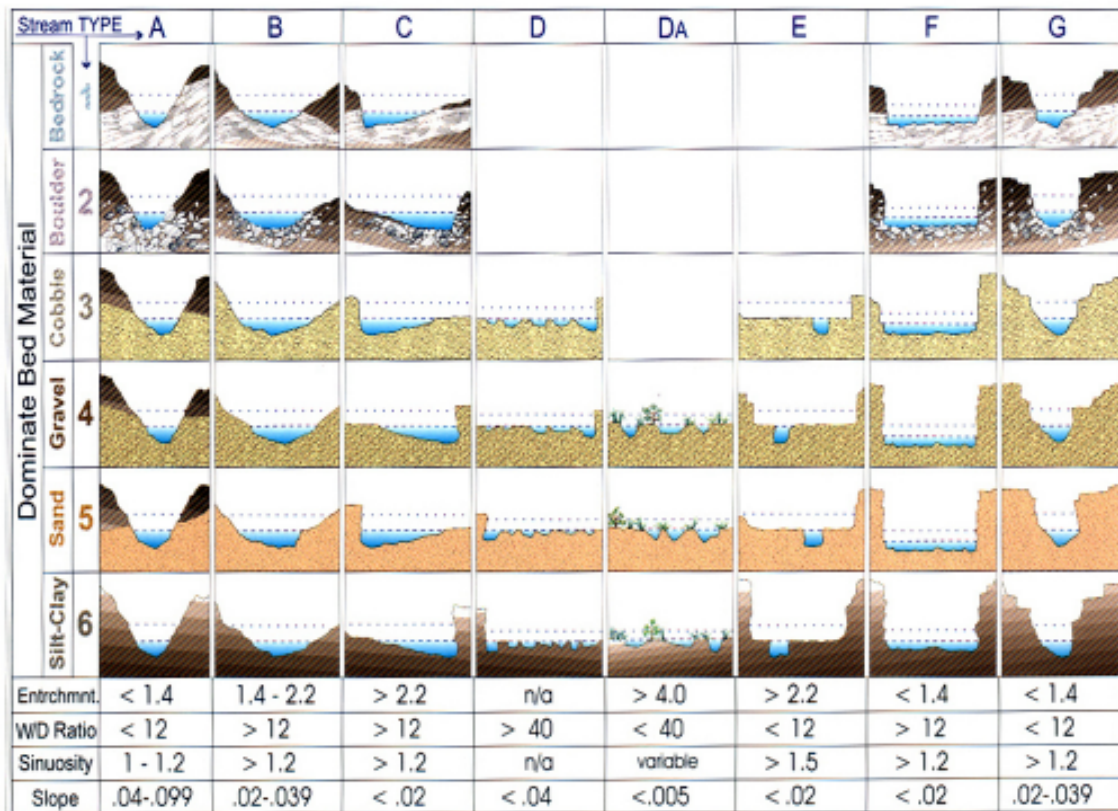 Stream TYPE A B C D DA E F G
Dominate Bed Material
Bedrock
Boulder 2
Cobble 3
Gravel 4
Sand 5
Silt-Clay 6
Entrchmnt. < 1.4 1.4 - 2.2 > 2.2 n/a > 4.0 > 2.2 < 1.4 < 1.4
W/D Ratio < 12 > 12 > 12 > 40 < 40 < 12 > 12 < 12
Sinuosity 1 - 1.2 > 1.2 > 1.2 n/a variable > 1.5 > 1.2 > 1.2
Slope .04-.099 .02-.039 < .02 < .04 <.005 < .02 < .02 .02-.039